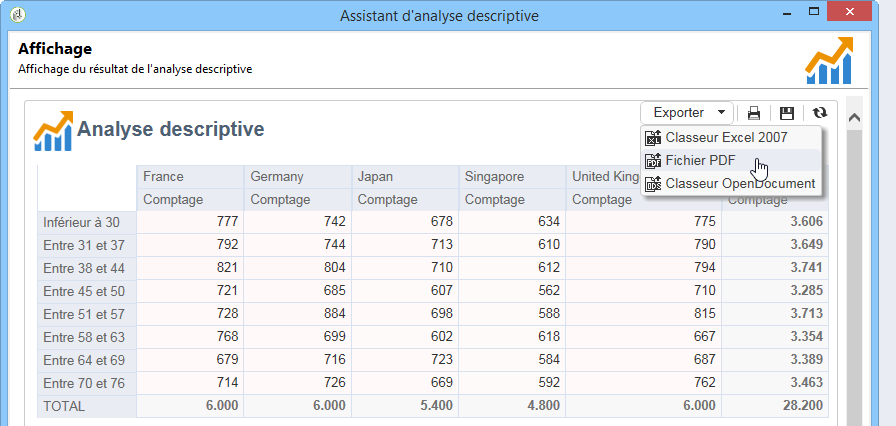 Assistant d'analyse descriptive
Affichage
Affichage du résultat de l'analyse descriptive
Exporter
Analyse descriptive
Classeur Excel 2007
Fichier PDF
Classeur OpenDocument
France Germany Japan Singapore United King
Comptage Comptage Comptage Comptage Comptage Comptage
Inférieur à 30 777 742 678 634 775 3.606
Entre 31 et 37 792 744 713 610 790 3.649
Entre 38 et 44 821 804 710 612 794 3.741
Entre 45 et 50 721 685 607 562 710 3.285
Entre 51 et 57 728 884 698 588 815 3.713
Entre 58 et 63 768 699 602 618 667 3.354
Entre 64 et 69 679 716 723 584 687 3.389
Entre 70 et 76 714 726 669 592 762 3.463
TOTAL 6.000 6.000 5.400 4.800 6.000 28.200